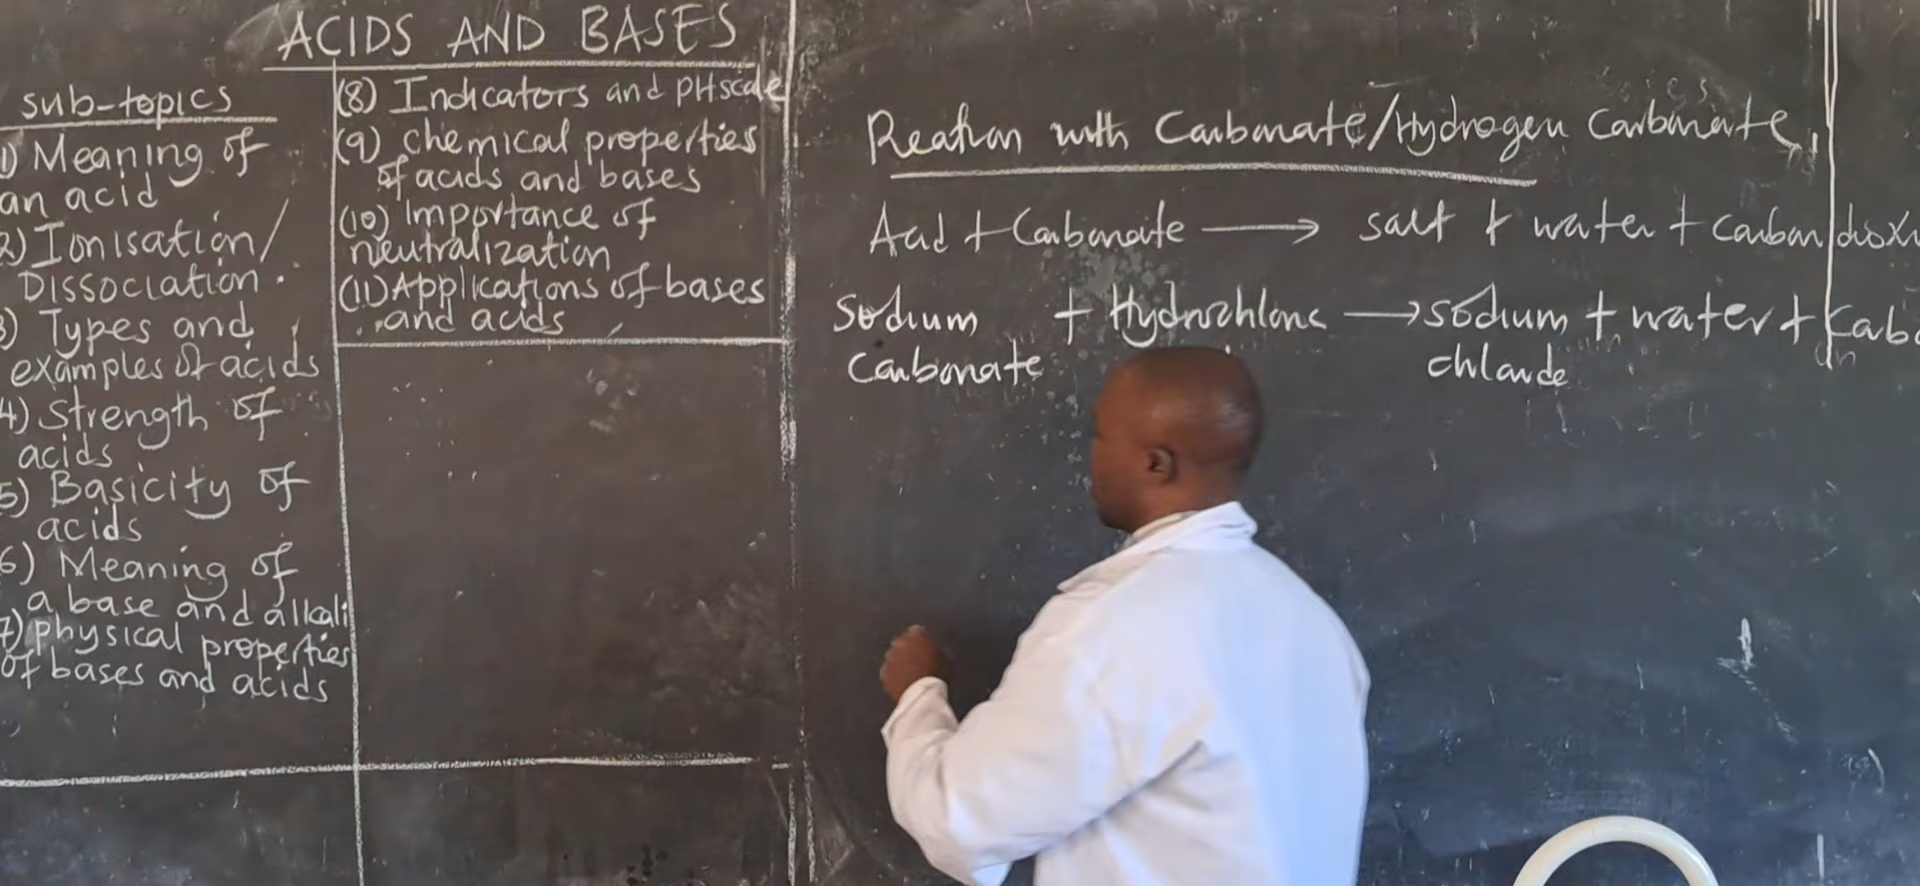 ACIDS AND BASES
sub-topics
1) Meaning of
an acid
2) Ionisation/
Dissociation.
3) Types and
examples of acids
4) Strength of
acids
5) Basicity of
acids
6) Meaning of
a base and alkali
7) physical properties
of bases and acids
(8) Indicators and PH scale
(9) chemical properties
of acids and bases
(10) Importance of
neutralization
(11) Applications of bases
and acids
Reation with Carbonate/Hydrogen Carbonate
Acid + Carbonate → salt + water + carbon diox
Sodium + Hydrochloric → sodium + water + Carb
Carbonate chloride